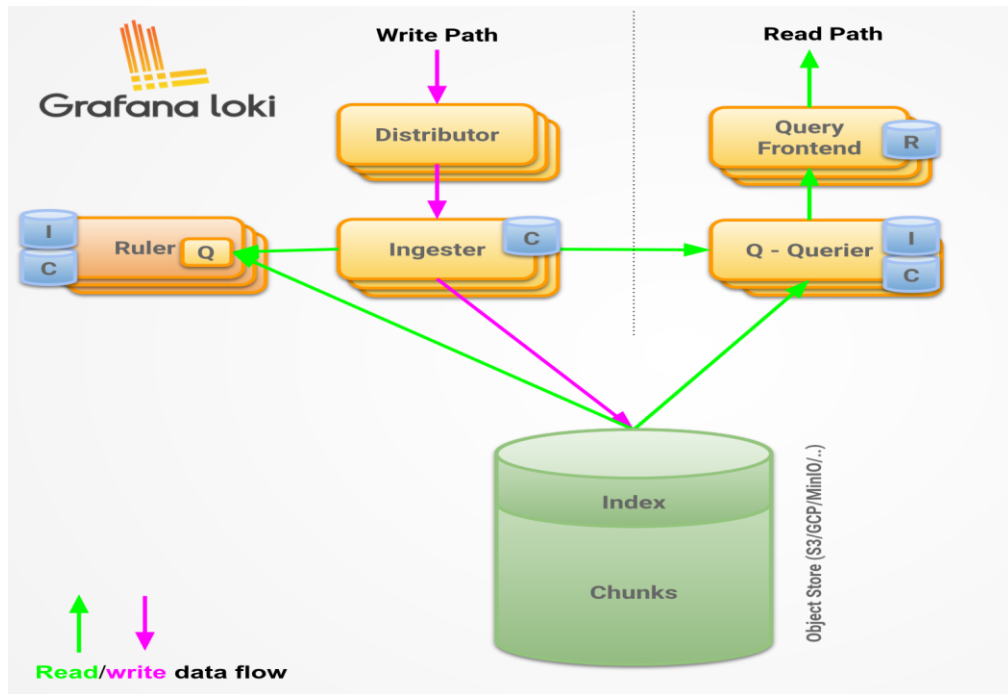 Grafana loki
Write Path
Read Path
Distributor
Query
Frontend
R
I
C
Ruler
Q
Ingester
C
Q - Querier
I
C
Index
Chunks
Object Store (S3/GCP/MinIO/..)
Read/write data flow